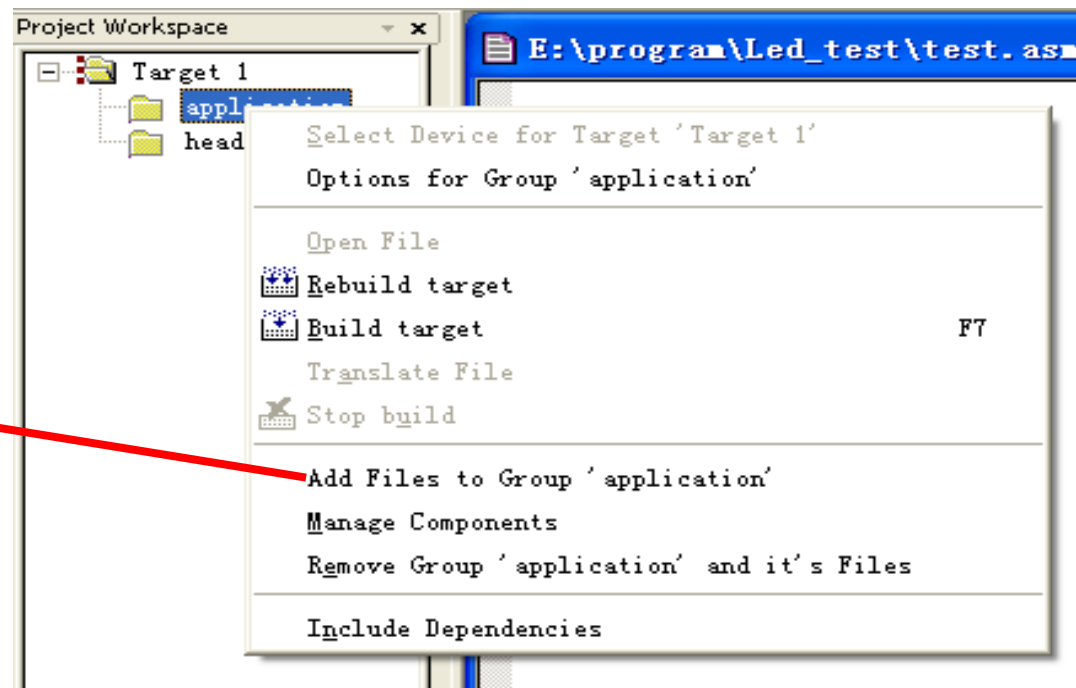 Project Workspace
E:\program\Led_test\test.asm
Target 1
head
Select Device for Target 'Target 1'
Options for Group 'application'
Open File
Rebuild target
Build target F7
Translate File
Stop build
Add Files to Group 'application'
Manage Components
Remove Group 'application' and it's Files
Include Dependencies